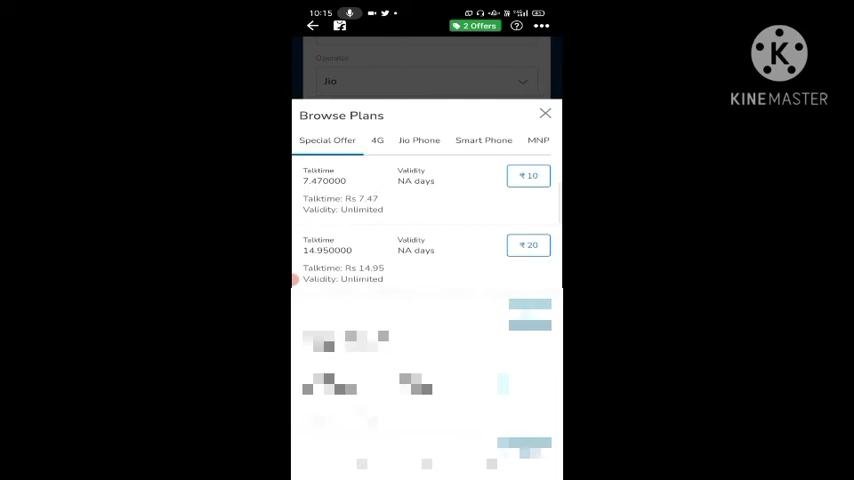 10:15
2 Offers
K
KINEMASTER
Operator
Jio
Browse Plans
Special Offer 4G Jio Phone Smart Phone MNP
Talktime Validity
7.470000 NA days ₹ 10
Talktime: Rs 7.47
Validity: Unlimited
Talktime Validity
14.950000 NA days ₹ 20
Talktime: Rs 14.95
Validity: Unlimited